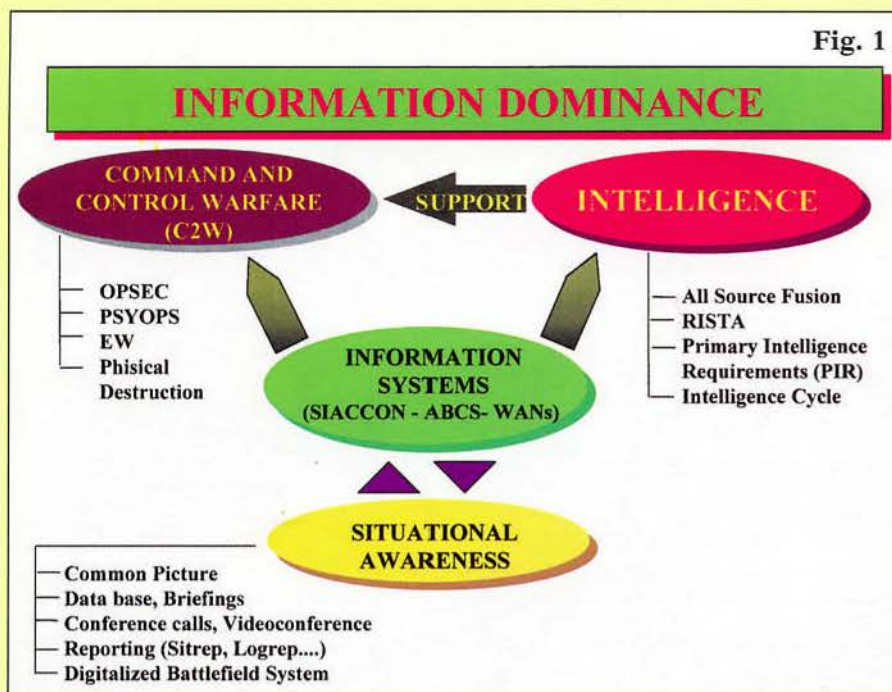 Fig. 1
INFORMATION DOMINANCE
COMMAND AND
CONTROL WARFARE
(C2W)
SUPPORT
INTELLIGENCE
OPSEC
PSYOPS
EW
Phisical
Destruction
All Source Fusion
RISTA
Primary Intelligence
Requirements (PIR)
Intelligence Cycle
INFORMATION
SYSTEMS
(SIACCON - ABCS- WANs)
SITUATIONAL
AWARENESS
Common Picture
Data base, Briefings
Conference calls, Videoconference
Reporting (Sitrep, Logrep....)
Digitalized Battlefield System